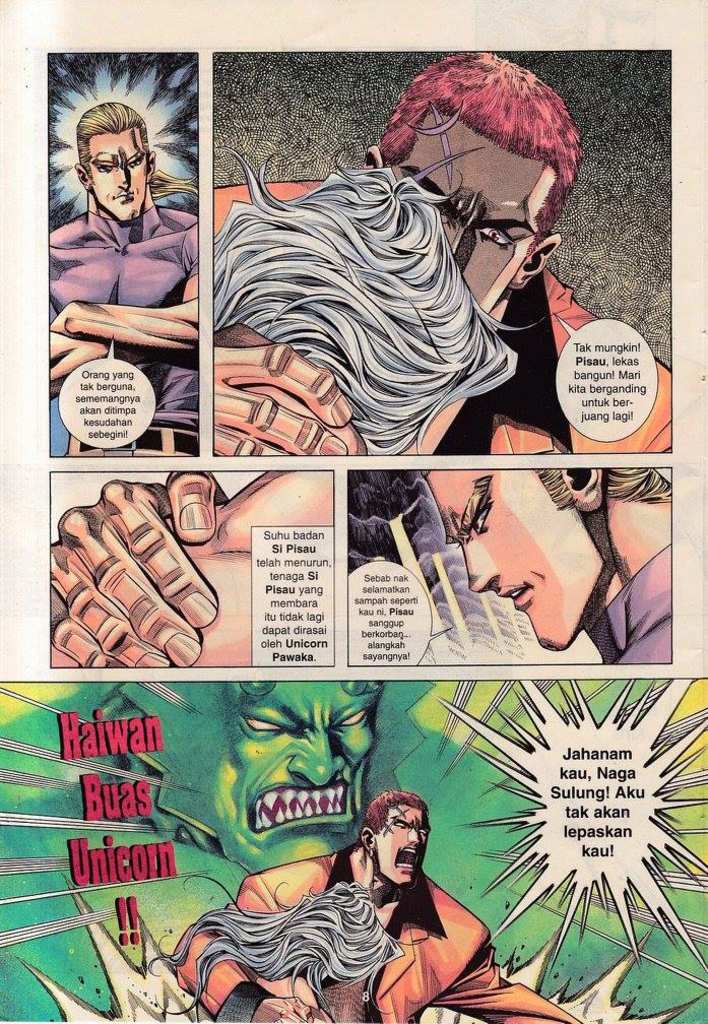 Orang yang
tak berguna,
sememangnya
akan ditimpa
kesudahan
sebegini!
Tak mungkin!
Pisau, lekas
bangun! Mari
kita berganding
untuk ber-
juang lagi!
Suhu badan
Si Pisau
telah menurun,
tenaga Si
Pisau yang
membara
itu tidak lagi
dapat dirasai
oleh Unicorn
Pawaka.
Sebab nak
selamatkan
sampah seperti
kau ni, Pisau
sanggup
berkorban...
alangkah
sayangnya!
Haiwan
Buas
Unicorn
!!
Jahanam
kau, Naga
Sulung! Aku
tak akan
lepaskan
kau!
8